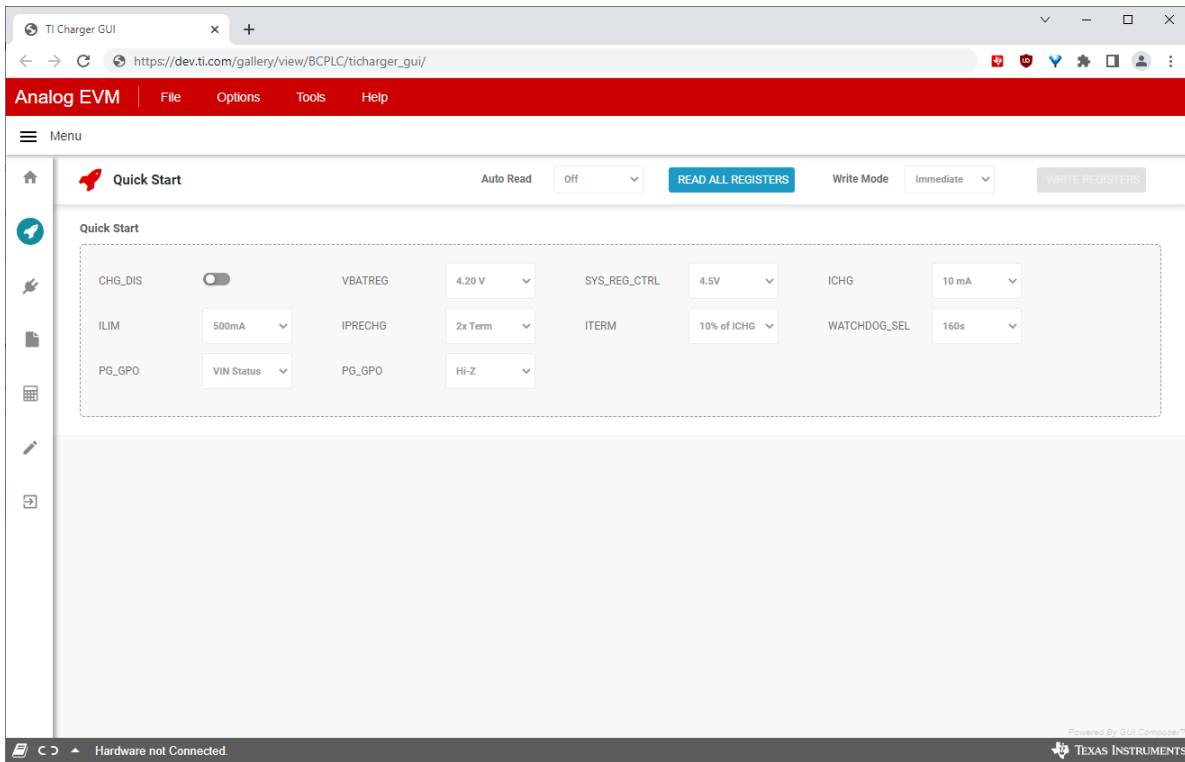 TI Charger GUI
https://dev.ti.com/gallery/view/BCPLC/ticharger_gui/
Analog EVM File Options Tools Help
Menu
Quick Start Auto Read Off READ ALL REGISTERS Write Mode Immediate WRITE REGISTERS
Quick Start
CHG_DIS VBATREG 4.20 V SYS_REG_CTRL 4.5V ICHG 10 mA
ILIM 500mA IPRECHG 2x Term ITERM 10% of ICHG WATCHDOG_SEL 160s
PG_GPO VIN Status PG_GPO Hi-Z
Powered By GUI Composer™
Hardware not Connected. TEXAS INSTRUMENTS